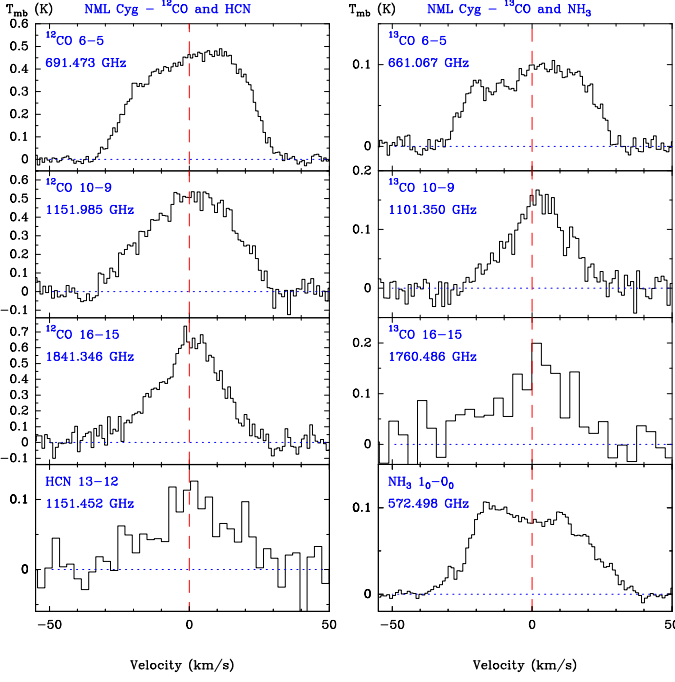 T_mb (K) NML Cyg – ¹²CO and HCN
0.6
0.5
0.4
0.3
0.2
0.1
0
¹²CO 6–5
691.473 GHz
0.6
0.5
0.4
0.3
0.2
0.1
0
−0.1
¹²CO 10–9
1151.985 GHz
0.7
0.6
0.5
0.4
0.3
0.2
0.1
0
−0.1
¹²CO 16–15
1841.346 GHz
0.1
0
HCN 13–12
1151.452 GHz
−50 0 50
Velocity (km/s)
T_mb (K) NML Cyg – ¹³CO and NH₃
0.1
0
¹³CO 6–5
661.067 GHz
0.2
0.1
0
¹³CO 10–9
1101.350 GHz
0.2
0.1
0
¹³CO 16–15
1760.486 GHz
0.1
0
NH₃ 1₀–0₀
572.498 GHz
−50 0 50
Velocity (km/s)